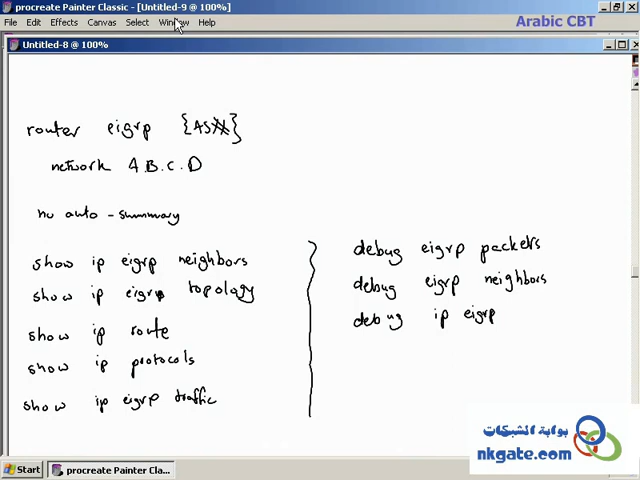 procreate Painter Classic - [Untitled-9 @ 100%]
File Edit Effects Canvas Select Window Help
Arabic CBT
Untitled-8 @ 100%
router eigrp {AS##}
network A.B.C.D
no auto-summary
show ip eigrp neighbors
show ip eigrp topology
show ip route
show ip protocols
show ip eigrp traffic
debug eigrp packets
debug eigrp neighbors
debug ip eigrp
بوابة الشبكات
nkgate.com
Start
procreate Painter Cla...